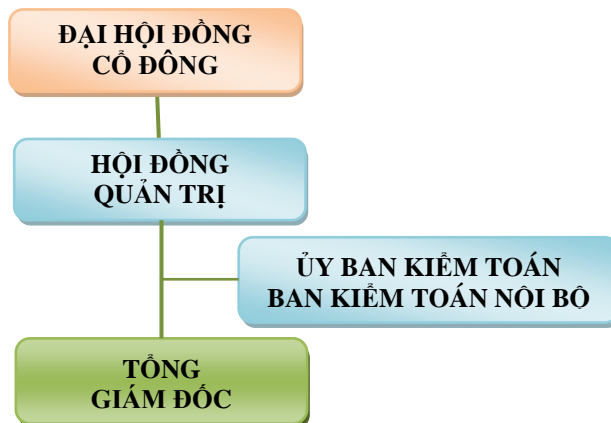 ĐẠI HỘI ĐỒNG
CỔ ĐÔNG
HỘI ĐỒNG
QUẢN TRỊ
ỦY BAN KIỂM TOÁN
BAN KIỂM TOÁN NỘI BỘ
TỔNG
GIÁM ĐỐC